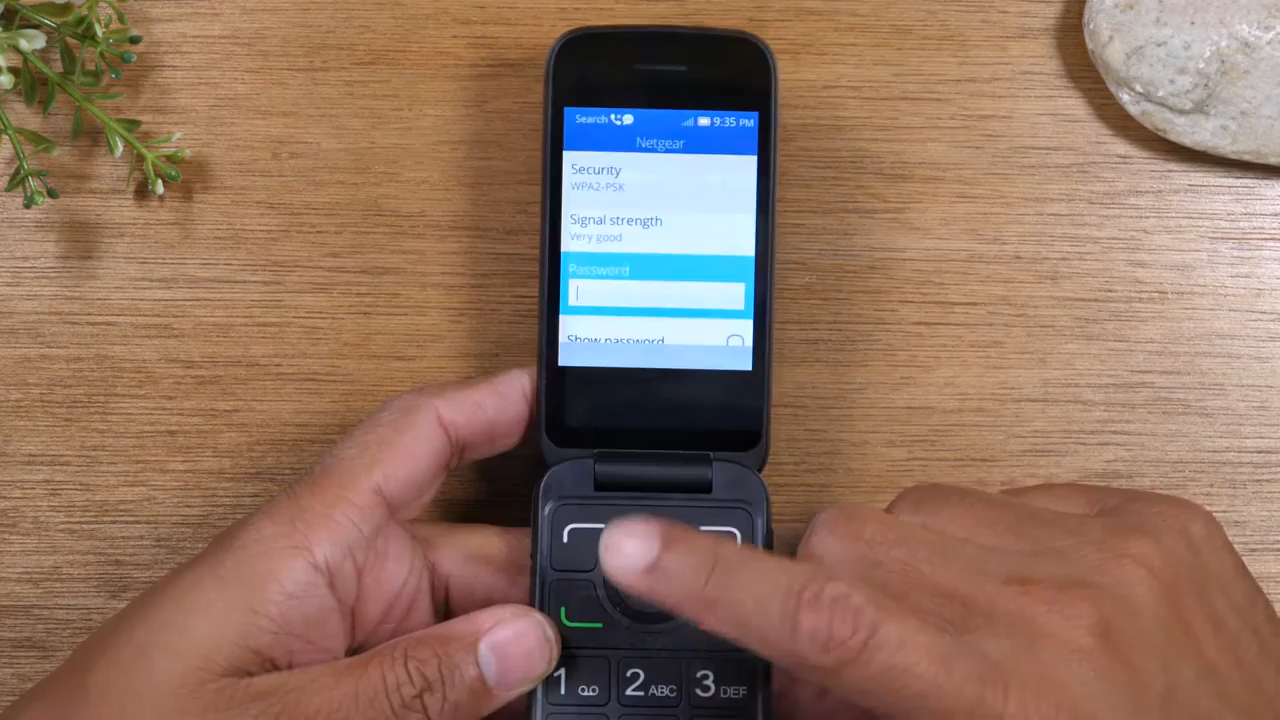 Search 9:35 PM
Netgear
Security
WPA2-PSK
Signal strength
Very good
Password
Show password
1 2 ABC 3 DEF